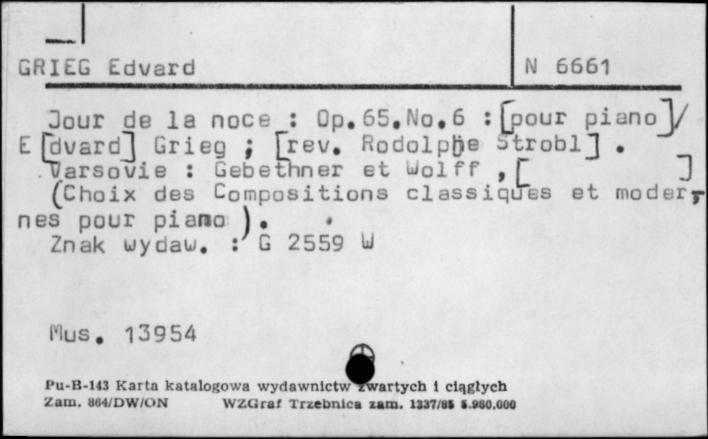 GRIEG Edvard
N 6661
Jour de la noce : Op.65.No.6 :[pour piano]/
E[dvard] Grieg ; [rev. Rodolphe Strobl] .
Varsovie : Gebethner et Wolff ,[ ]
(Choix des Compositions classiques et moder-
nes pour piano ).
Znak wydaw. : G 2559 W
Mus. 13954
Pu-B-143 Karta katalogowa wydawnictw zwartych i ciągłych
Zam. 864/DW/ON WZGraf Trzebnica zam. 1337/85 5.980.000